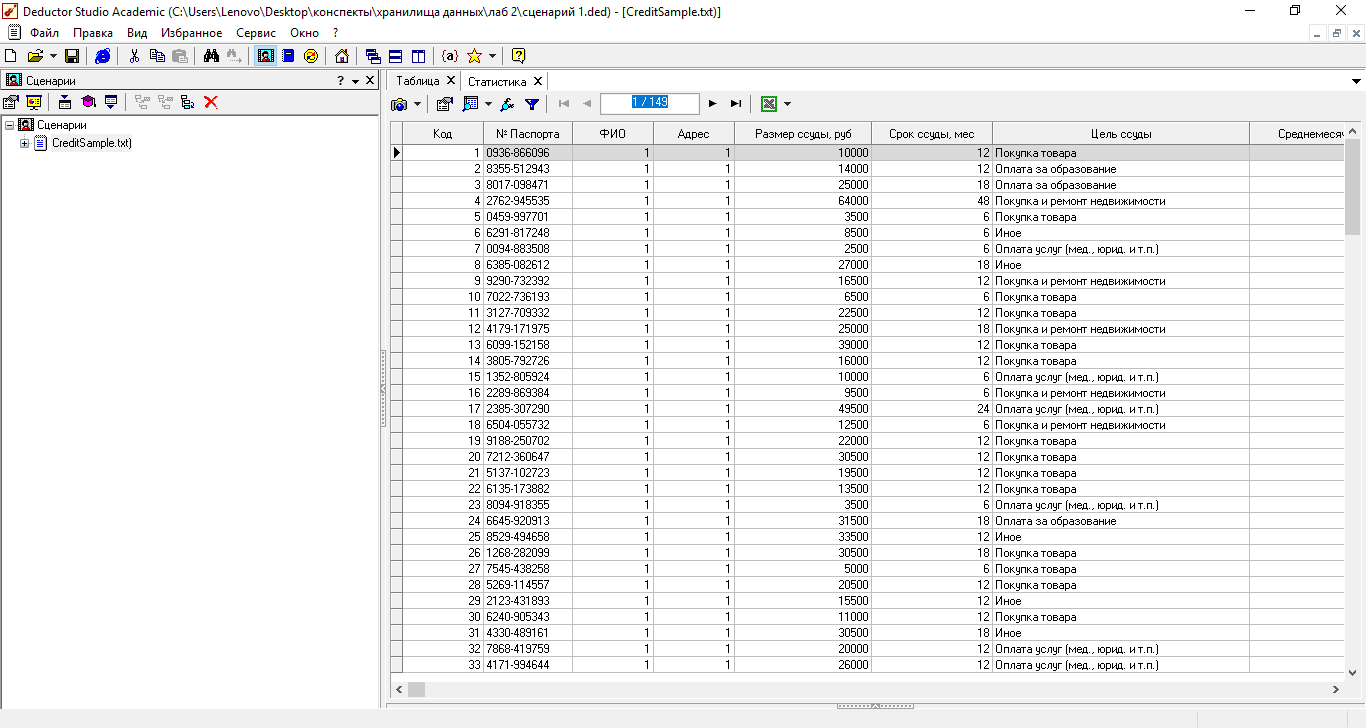 Deductor Studio Academic (C:\Users\Lenovo\Desktop\конспекты\хранилища данных\лаб 2\сценарий 1.ded) - [CreditSample.txt)]
Файл Правка Вид Избранное Сервис Окно ?
Сценарии ?
Таблица Статистика
1 / 149
Сценарии
CreditSample.txt)
Код № Паспорта ФИО Адрес Размер ссуды, руб Срок ссуды, мес Цель ссуды Среднемесяч
1 0936-866096 1 1 10000 12 Покупка товара
2 8355-512943 1 1 14000 12 Оплата за образование
3 8017-098471 1 1 25000 18 Оплата за образование
4 2762-945535 1 1 64000 48 Покупка и ремонт недвижимости
5 0459-997701 1 1 3500 6 Покупка товара
6 6291-817248 1 1 8500 6 Иное
7 0094-883508 1 1 2500 6 Оплата услуг (мед., юрид. и т.п.)
8 6385-082612 1 1 27000 18 Иное
9 9290-732392 1 1 16500 12 Покупка и ремонт недвижимости
10 7022-736193 1 1 6500 6 Покупка товара
11 3127-709332 1 1 22500 12 Покупка товара
12 4179-171975 1 1 25000 18 Покупка и ремонт недвижимости
13 6099-152158 1 1 39000 12 Покупка товара
14 3805-792726 1 1 16000 12 Покупка товара
15 1352-805924 1 1 10000 6 Оплата услуг (мед., юрид. и т.п.)
16 2289-869384 1 1 9500 6 Покупка и ремонт недвижимости
17 2385-307290 1 1 49500 24 Оплата услуг (мед., юрид. и т.п.)
18 6504-055732 1 1 12500 6 Покупка и ремонт недвижимости
19 9188-250702 1 1 22000 12 Покупка товара
20 7212-360647 1 1 30500 12 Покупка товара
21 5137-102723 1 1 19500 12 Покупка товара
22 6135-173882 1 1 13500 12 Покупка товара
23 8094-918355 1 1 3500 6 Оплата услуг (мед., юрид. и т.п.)
24 6645-920913 1 1 31500 18 Оплата за образование
25 8529-494658 1 1 33500 12 Иное
26 1268-282099 1 1 30500 18 Покупка товара
27 7545-438258 1 1 5000 6 Покупка товара
28 5269-114557 1 1 20500 12 Покупка товара
29 2123-431893 1 1 15500 12 Иное
30 6240-905343 1 1 11000 12 Покупка товара
31 4330-489161 1 1 30500 18 Иное
32 7868-419759 1 1 20000 12 Оплата услуг (мед., юрид. и т.п.)
33 4171-994644 1 1 26000 12 Оплата услуг (мед., юрид. и т.п.)